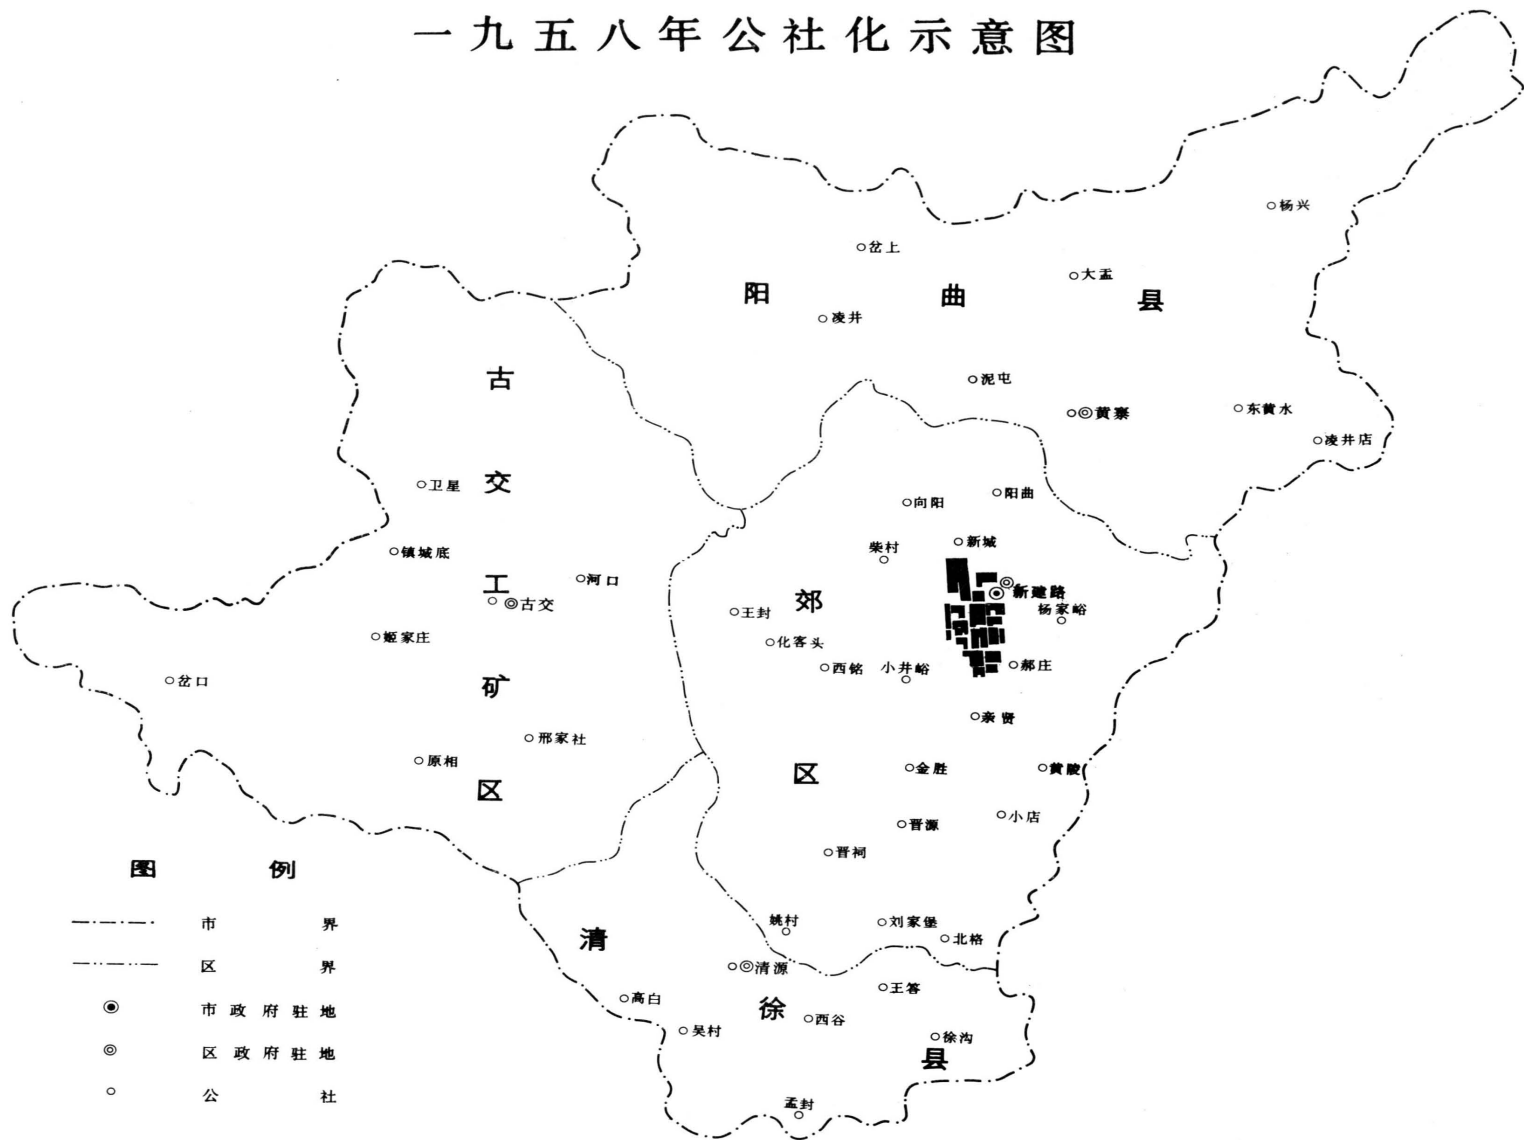 一九五八年公社化示意图
杨兴
岔上
大盂
阳曲县
凌井
泥屯
黄寨
东黄水
凌井店
古交工矿区
卫星
镇城底
河口
古交
姬家庄
岔口
邢家社
原相
向阳
阳曲
新城
柴村
新建路
杨家峪
郊区
王封
化客头
西铭
小井峪
郝庄
亲贤
金胜
黄陵
小店
晋源
晋祠
姚村
刘家堡
北格
清徐县
清源
高白
吴村
西谷
王答
徐沟
孟封
图例
市界
区界
市政府驻地
区政府驻地
公社